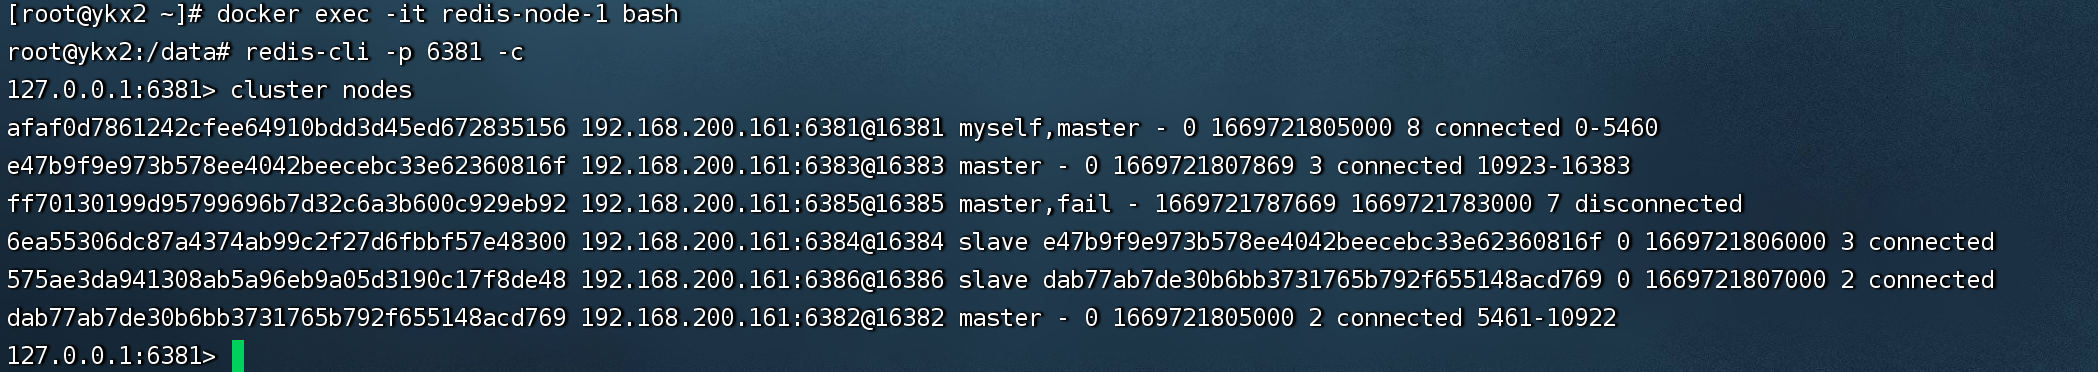 [root@ykx2 ~]# docker exec -it redis-node-1 bash
root@ykx2:/data# redis-cli -p 6381 -c
127.0.0.1:6381> cluster nodes
afaf0d7861242cfee64910bdd3d45ed672835156 192.168.200.161:6381@16381 myself,master - 0 1669721805000 8 connected 0-5460
e47b9f9e973b578ee4042beecebc33e62360816f 192.168.200.161:6383@16383 master - 0 1669721807869 3 connected 10923-16383
ff70130199d95799696b7d32c6a3b600c929eb92 192.168.200.161:6385@16385 master,fail - 1669721787669 1669721783000 7 disconnected
6ea55306dc87a4374ab99c2f27d6fbbf57e48300 192.168.200.161:6384@16384 slave e47b9f9e973b578ee4042beecebc33e62360816f 0 1669721806000 3 connected
575ae3da941308ab5a96eb9a05d3190c17f8de48 192.168.200.161:6386@16386 slave dab77ab7de30b6bb3731765b792f655148acd769 0 1669721807000 2 connected
dab77ab7de30b6bb3731765b792f655148acd769 192.168.200.161:6382@16382 master - 0 1669721805000 2 connected 5461-10922
127.0.0.1:6381>